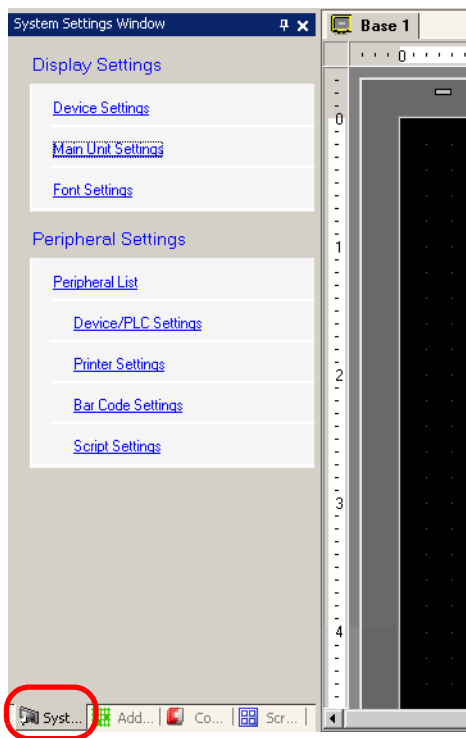 System Settings Window
Display Settings
Device Settings
Main Unit Settings
Font Settings
Peripheral Settings
Peripheral List
Device/PLC Settings
Printer Settings
Bar Code Settings
Script Settings
Syst... Add... Co... Scr...
Base 1
0
0
1
2
3
4